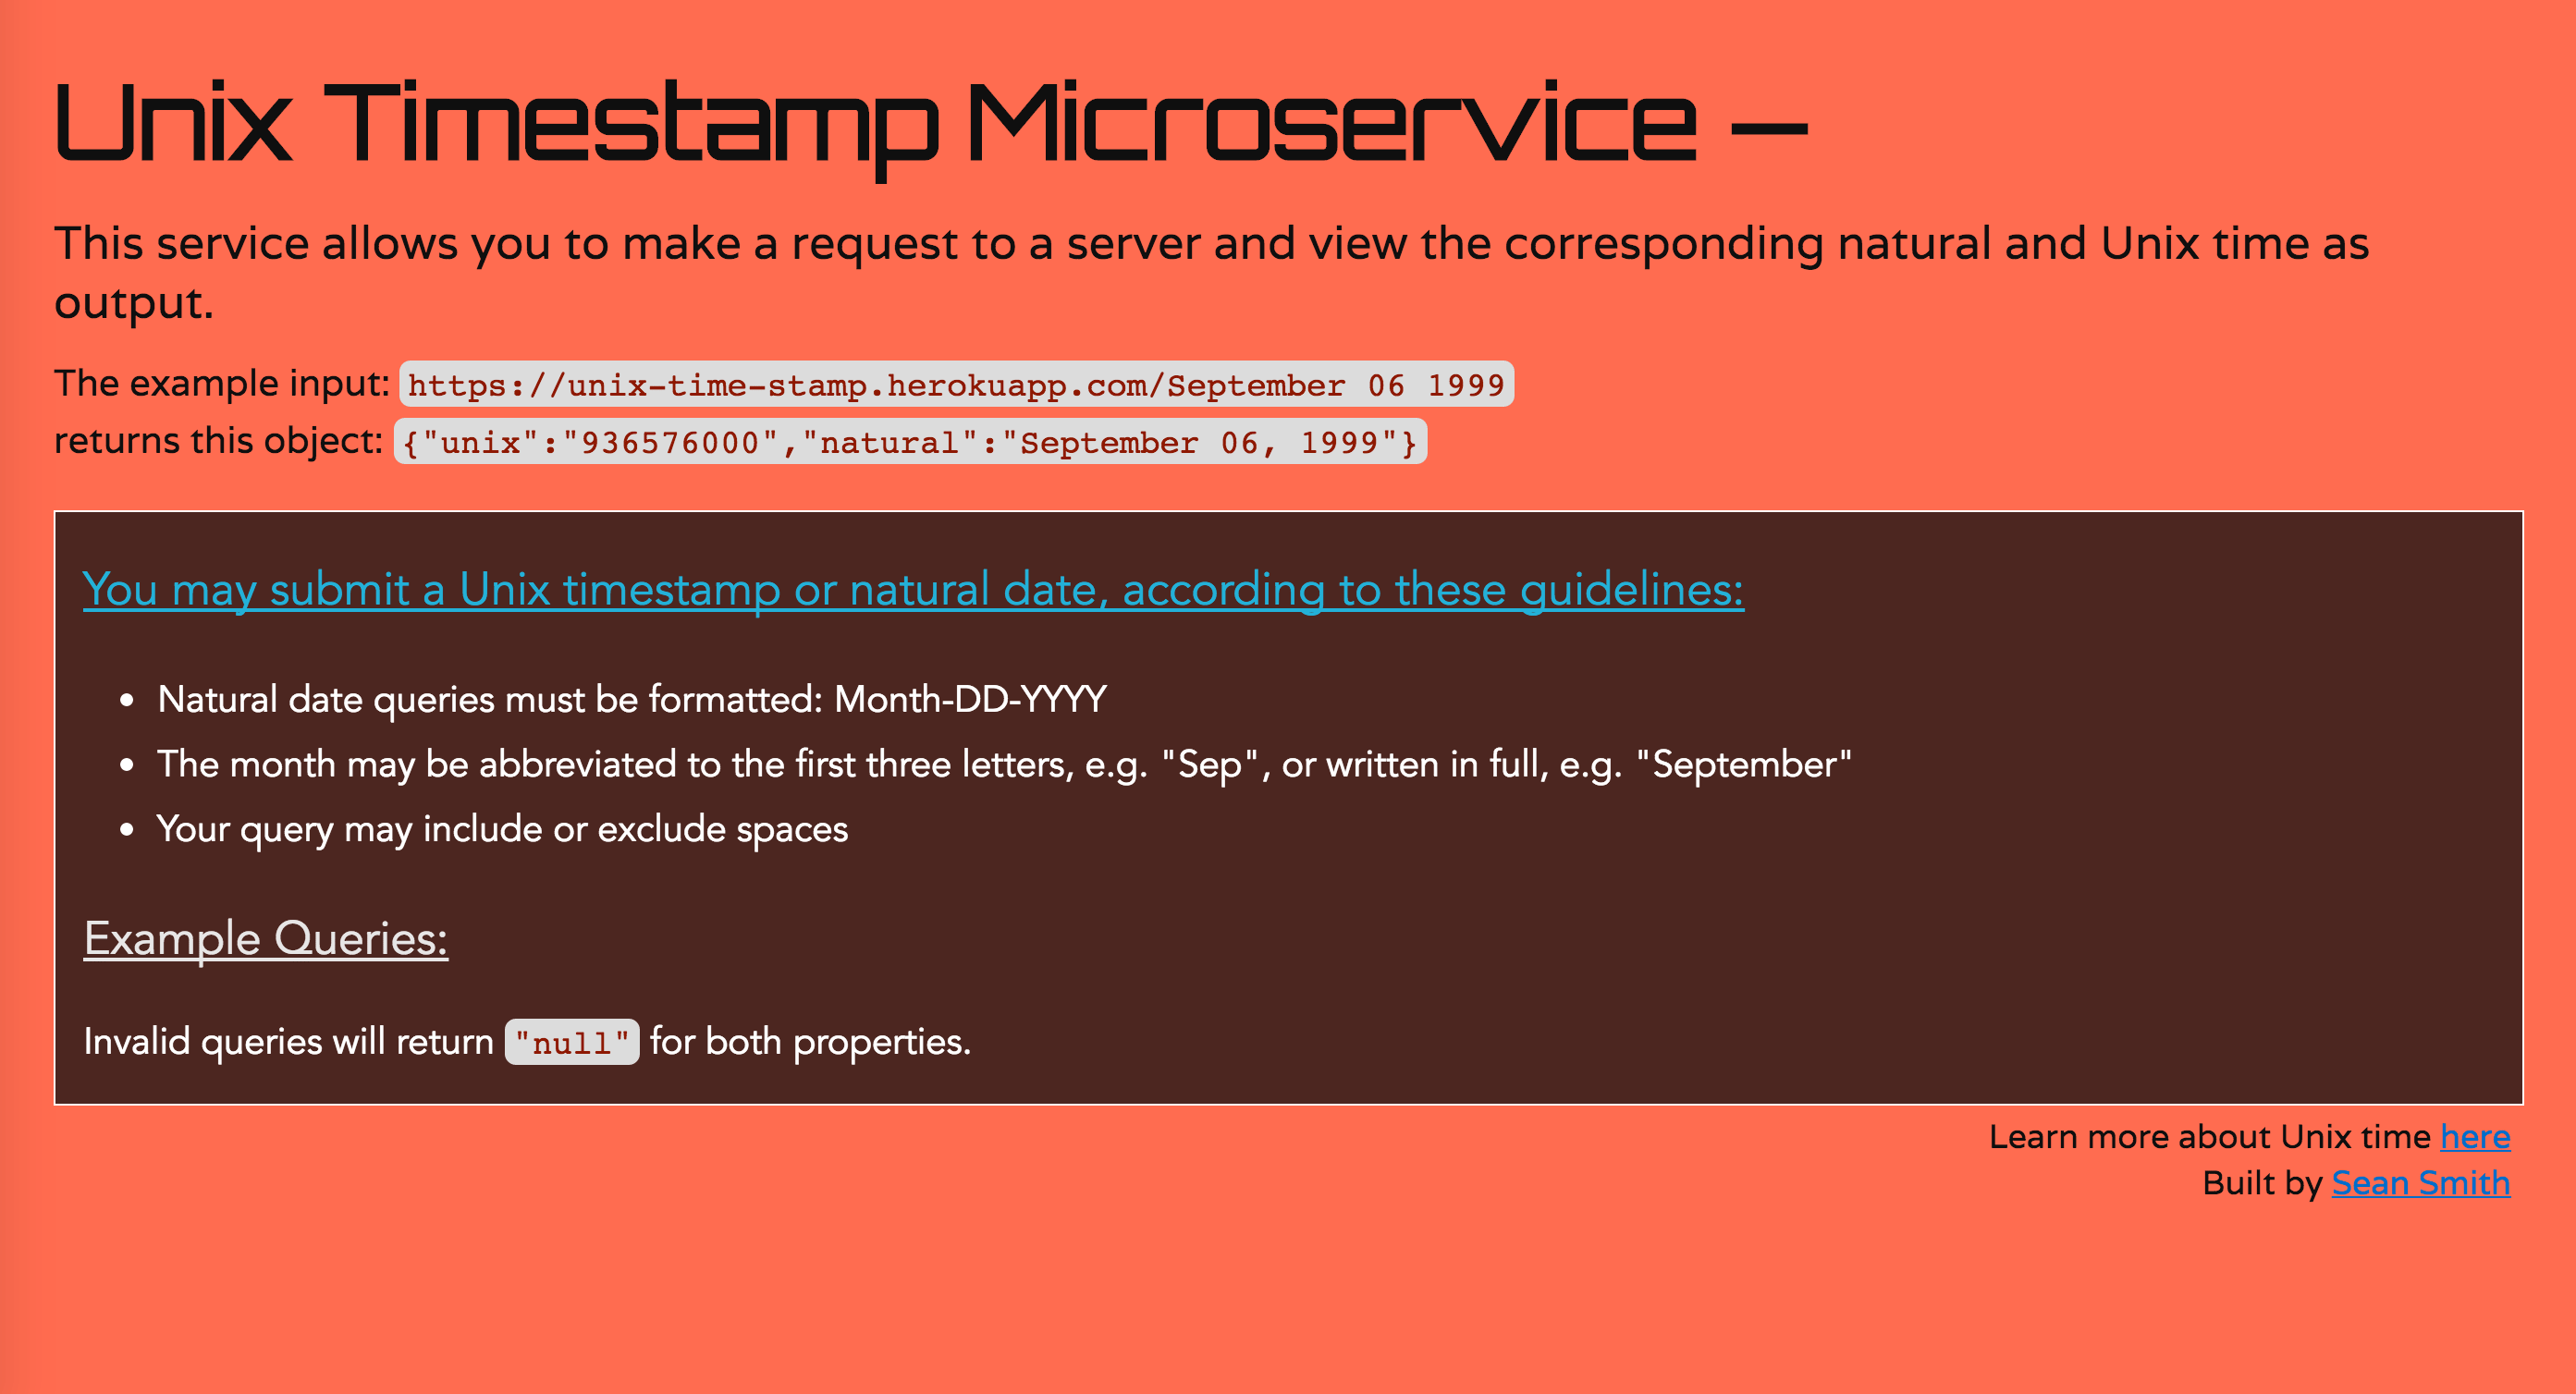 Unix Timestamp Microservice —
This service allows you to make a request to a server and view the corresponding natural and Unix time as
output.
The example input: https://unix-time-stamp.herokuapp.com/September 06 1999
returns this object: {"unix":"936576000","natural":"September 06, 1999"}
You may submit a Unix timestamp or natural date, according to these guidelines:
• Natural date queries must be formatted: Month-DD-YYYY
• The month may be abbreviated to the first three letters, e.g. "Sep", or written in full, e.g. "September"
• Your query may include or exclude spaces
Example Queries:
Invalid queries will return "null" for both properties.
Learn more about Unix time here
Built by Sean Smith